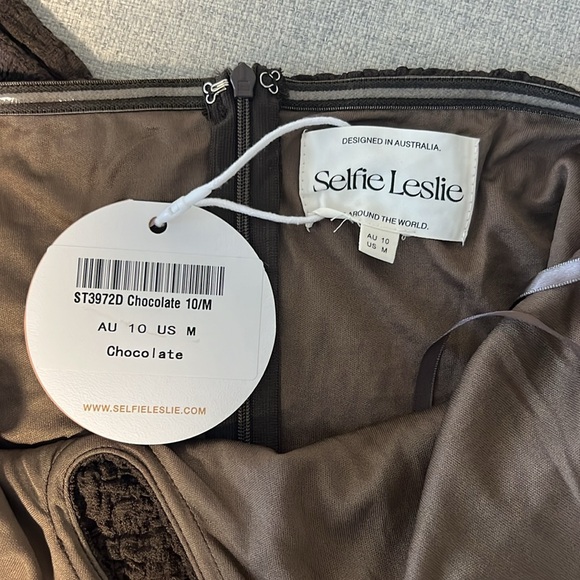 DESIGNED IN AUSTRALIA.
Selfie Leslie
AROUND THE WORLD.
AU 10
US M
ST3972D Chocolate 10/M
AU 10 US M
Chocolate
WWW.SELFIELESLIE.COM